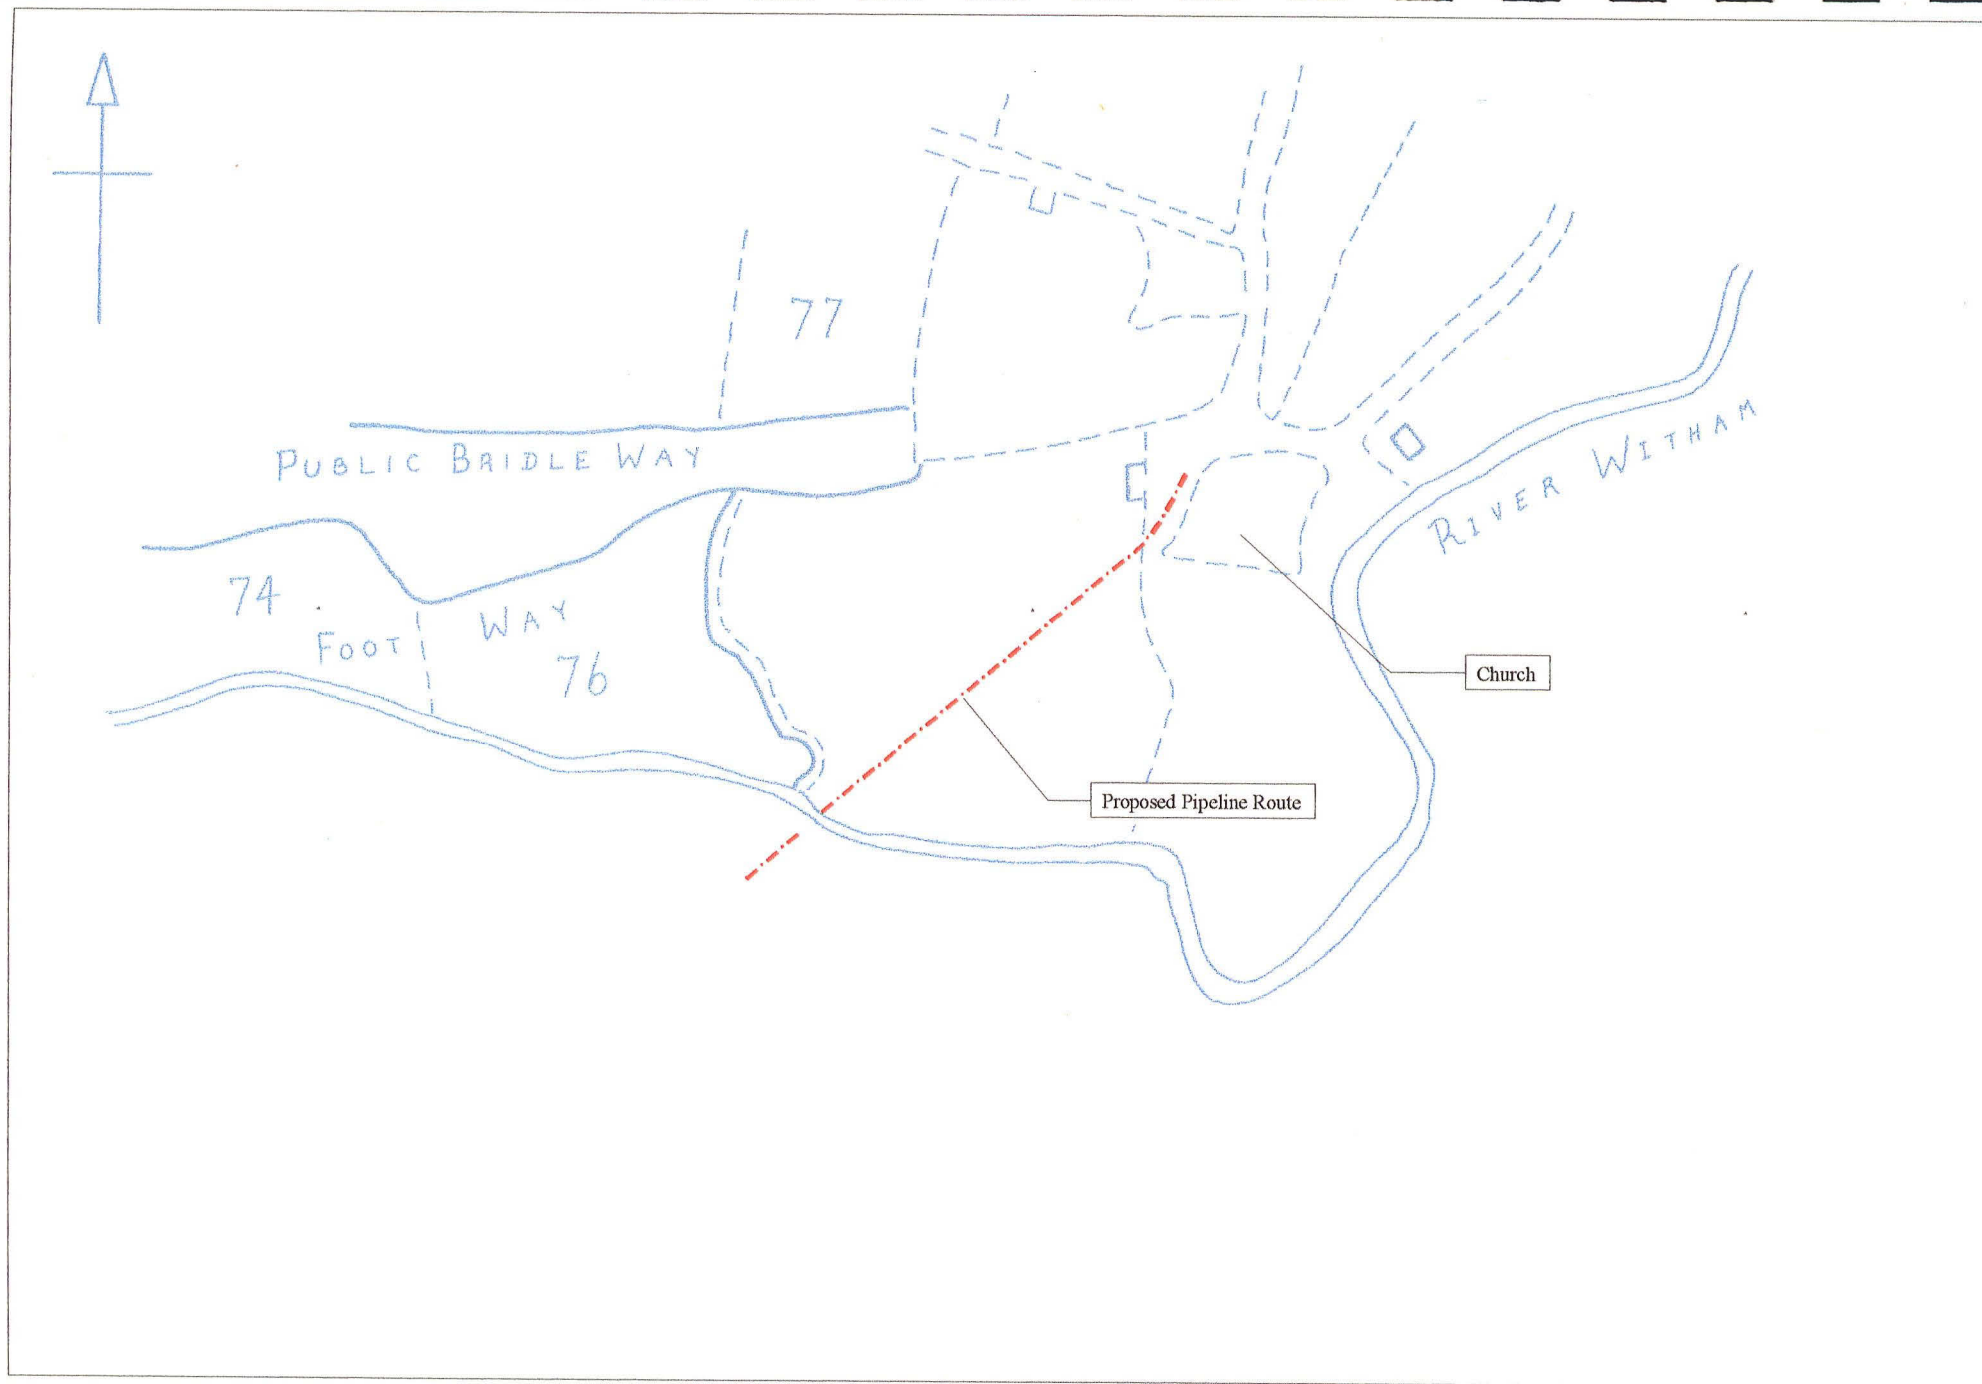 77
PUBLIC BRIDLE WAY
RIVER WITHAM
74
FOOT WAY
76
Church
Proposed Pipeline Route